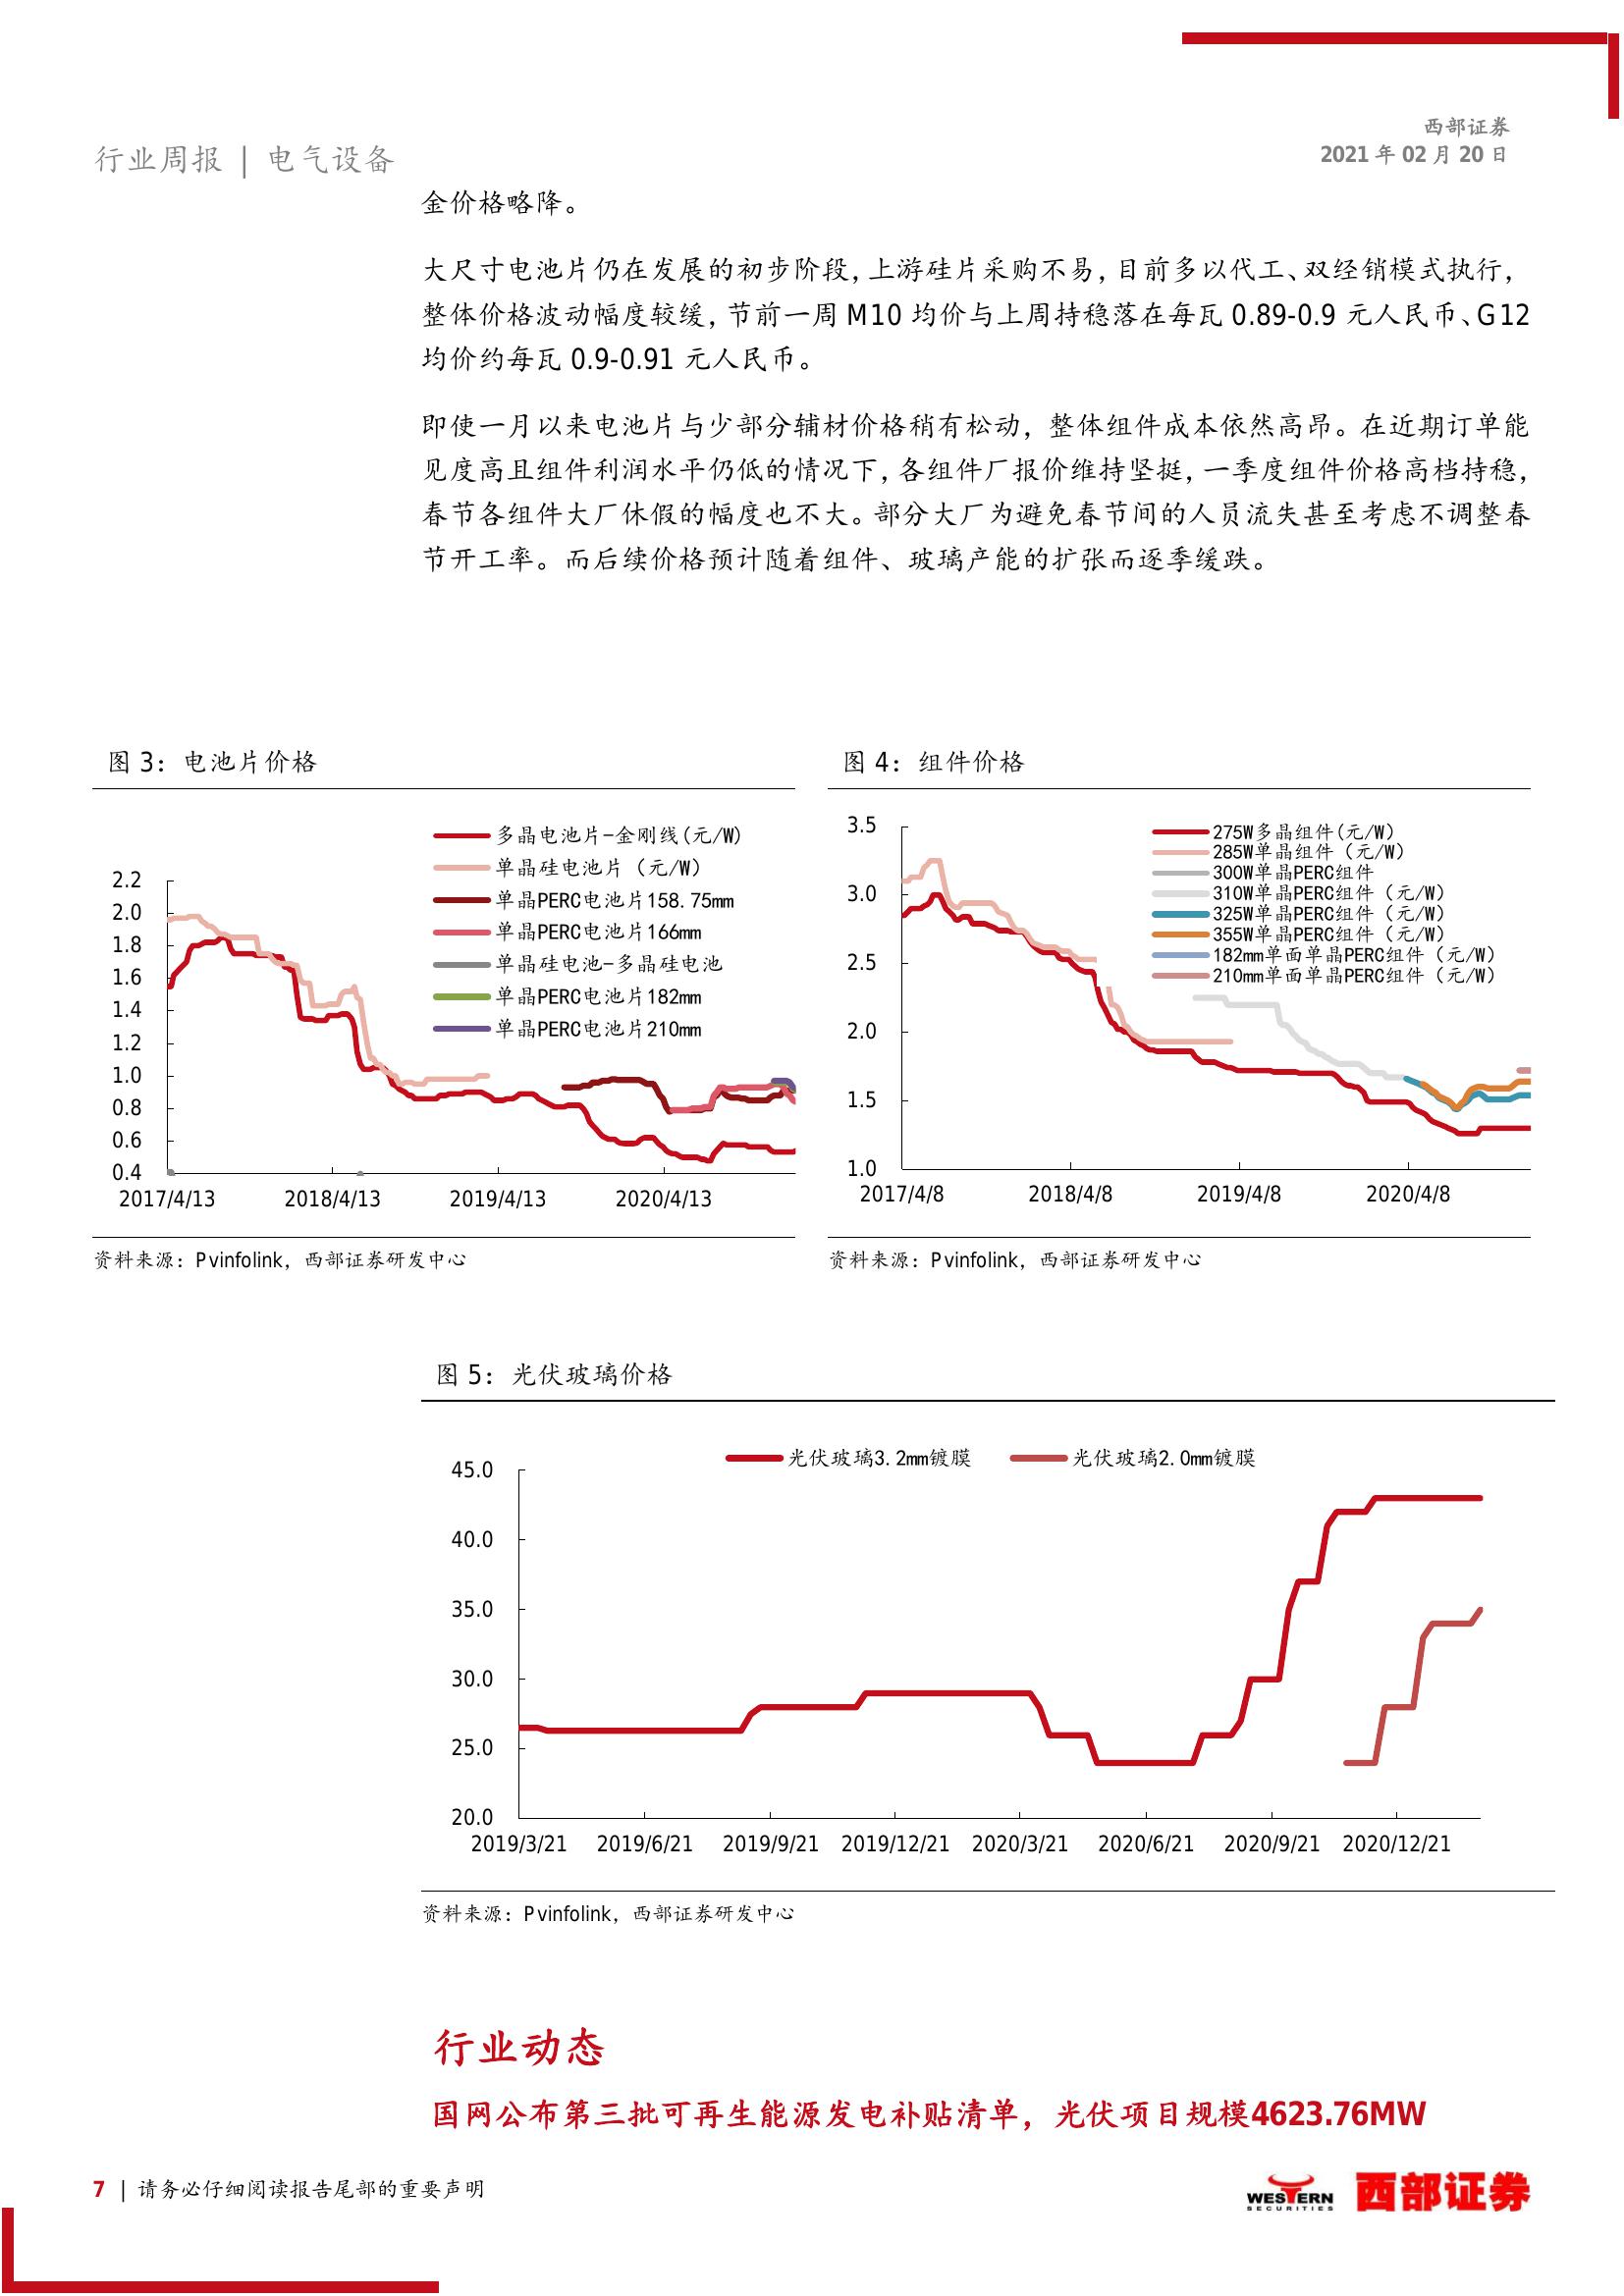 西部证券
2021 年 02 月 20 日
行业周报 | 电气设备
金价格略降。
大尺寸电池片仍在发展的初步阶段，上游硅片采购不易，目前多以代工、双经销模式执行，
整体价格波动幅度较缓，节前一周 M10 均价与上周持稳落在每瓦 0.89-0.9 元人民币、G12
均价约每瓦 0.9-0.91 元人民币。
即使一月以来电池片与少部分辅材价格稍有松动，整体组件成本依然高昂。在近期订单能
见度高且组件利润水平仍低的情况下，各组件厂报价维持坚挺，一季度组件价格高档持稳，
春节各组件大厂休假的幅度也不大。部分大厂为避免春节间的人员流失甚至考虑不调整春
节开工率。而后续价格预计随着组件、玻璃产能的扩张而逐季缓跌。
图 3：电池片价格
多晶电池片-金刚线(元/W)
单晶硅电池片（元/W）
单晶PERC电池片158.75mm
单晶PERC电池片166mm
单晶硅电池-多晶硅电池
单晶PERC电池片182mm
单晶PERC电池片210mm
2.2
2.0
1.8
1.6
1.4
1.2
1.0
0.8
0.6
0.4
2017/4/13 2018/4/13 2019/4/13 2020/4/13
资料来源：Pvinfolink，西部证券研发中心
图 4：组件价格
275W多晶组件(元/W)
285W单晶组件（元/W）
300W单晶PERC组件
310W单晶PERC组件（元/W）
325W单晶PERC组件（元/W）
355W单晶PERC组件（元/W）
182mm单面单晶PERC组件（元/W）
210mm单面单晶PERC组件（元/W）
3.5
3.0
2.5
2.0
1.5
1.0
2017/4/8 2018/4/8 2019/4/8 2020/4/8
资料来源：Pvinfolink，西部证券研发中心
图 5：光伏玻璃价格
光伏玻璃3.2mm镀膜 光伏玻璃2.0mm镀膜
45.0
40.0
35.0
30.0
25.0
20.0
2019/3/21 2019/6/21 2019/9/21 2019/12/21 2020/3/21 2020/6/21 2020/9/21 2020/12/21
资料来源：Pvinfolink，西部证券研发中心
行业动态
国网公布第三批可再生能源发电补贴清单，光伏项目规模4623.76MW
7 | 请务必仔细阅读报告尾部的重要声明
WESTERN
SECURITIES
西部证券